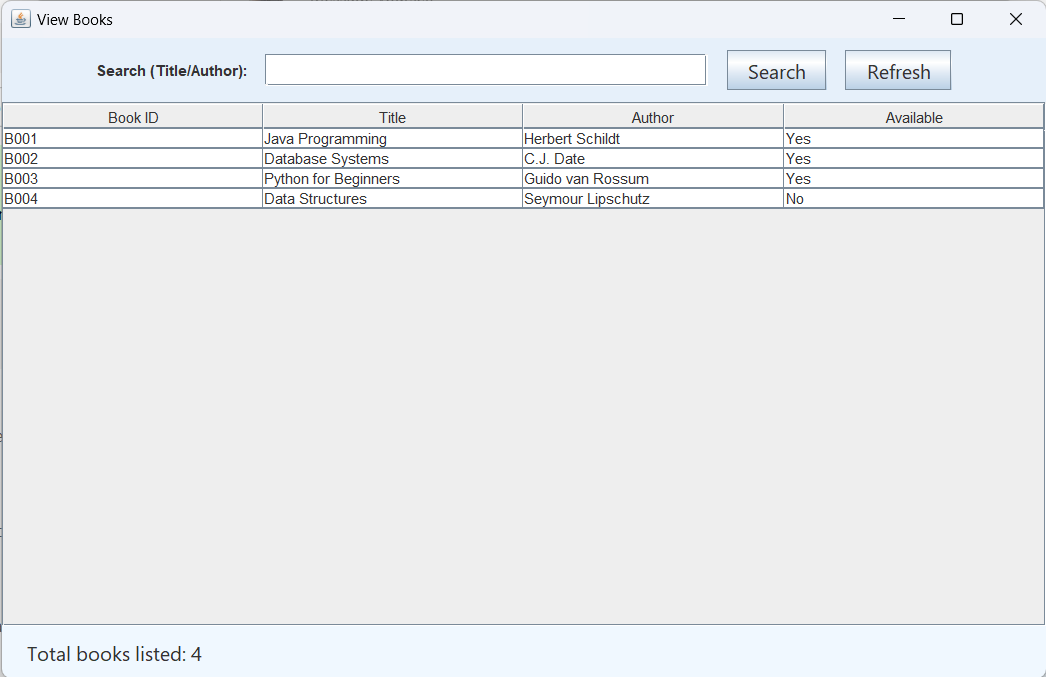 View Books
Search (Title/Author): Search Refresh
Book ID Title Author Available
B001 Java Programming Herbert Schildt Yes
B002 Database Systems C.J. Date Yes
B003 Python for Beginners Guido van Rossum Yes
B004 Data Structures Seymour Lipschutz No
Total books listed: 4